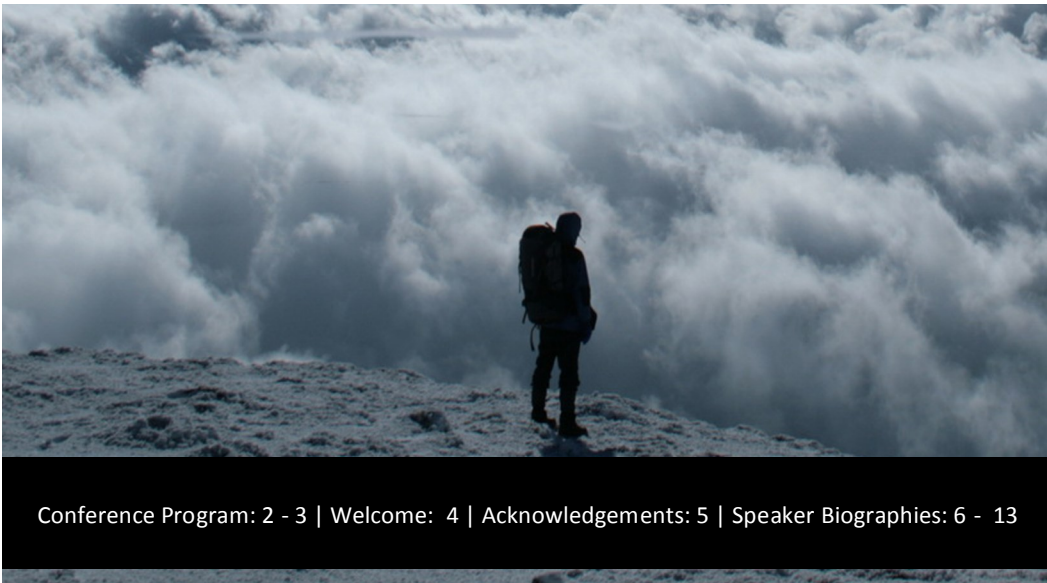 Conference Program: 2 - 3 | Welcome:  4 | Acknowledgements: 5 | Speaker Biographies: 6 -  13